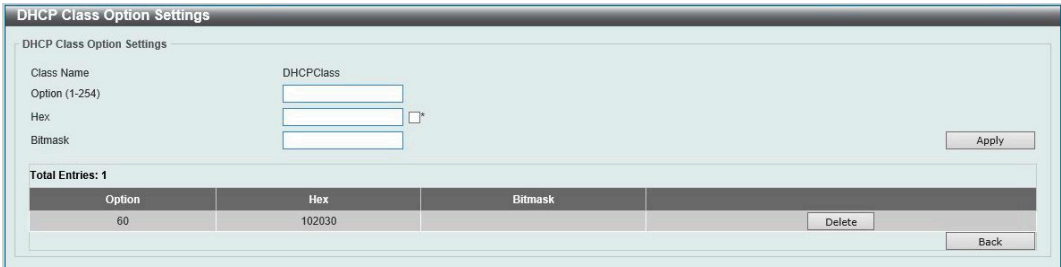 DHCP Class Option Settings
DHCP Class Option Settings
Class Name DHCPClass
Option (1-254)
Hex *
Bitmask Apply
Total Entries: 1
Option Hex Bitmask
60 102030 Delete
Back